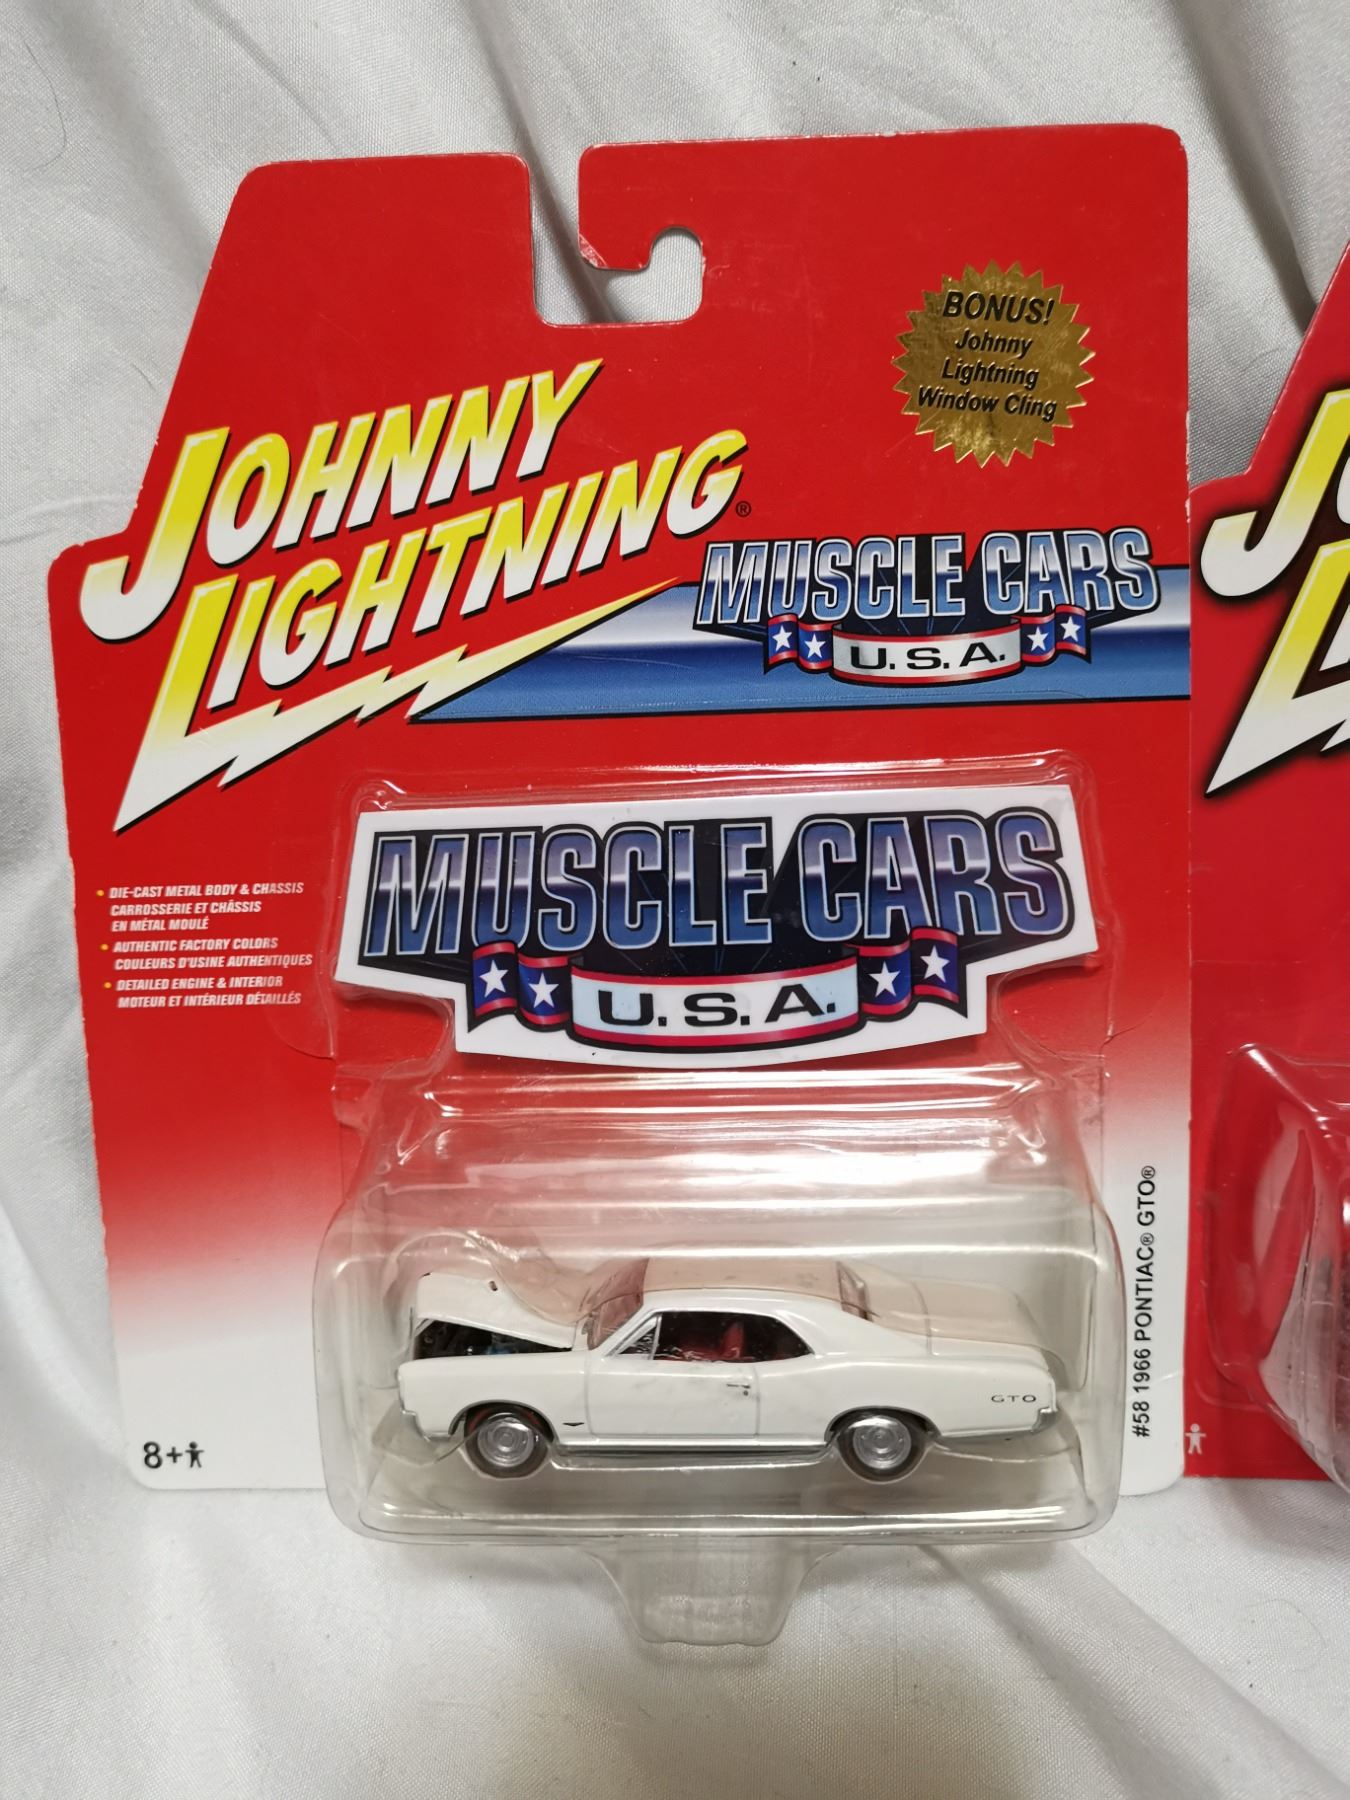 BONUS!
Johnny
Lightning
Window Cling
JOHNNY
LIGHTNING®
MUSCLE CARS
U.S.A.
MUSCLE CARS
U.S.A.
• DIE-CAST METAL BODY & CHASSIS
CARROSSERIE ET CHÂSSIS
EN MÉTAL MOULÉ
• AUTHENTIC FACTORY COLORS
COULEURS D'USINE AUTHENTIQUES
• DETAILED ENGINE & INTERIOR
MOTEUR ET INTÉRIEUR DÉTAILLÉS
#58 1966 PONTIAC® GTO®
GTO
8+
J
L